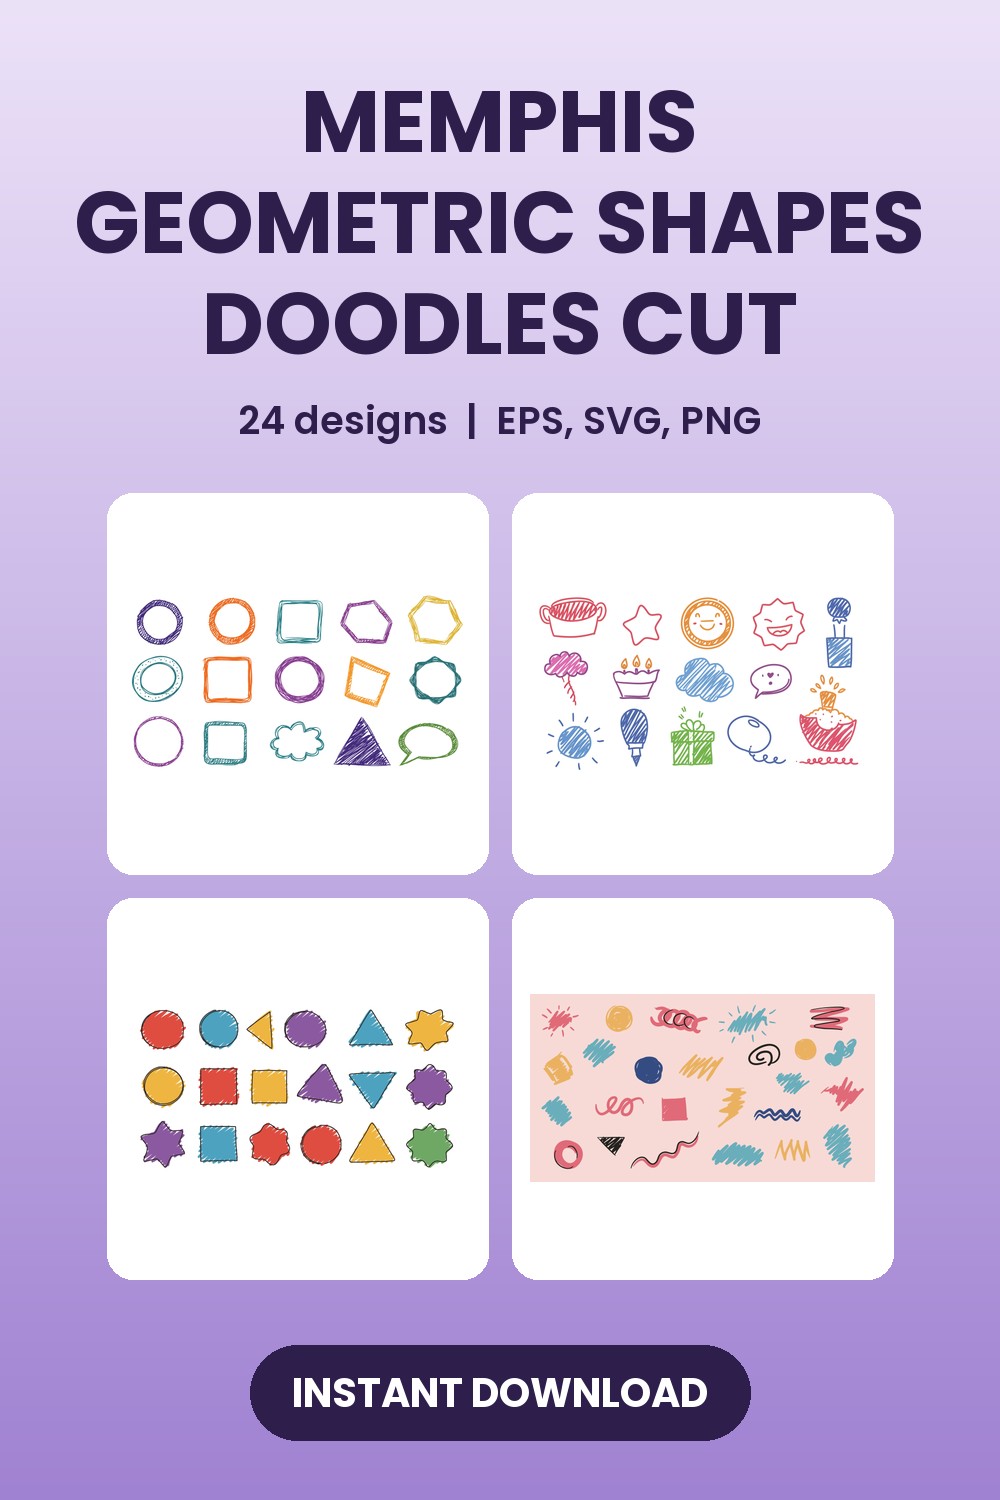 MEMPHIS
GEOMETRIC SHAPES
DOODLES CUT
24 designs | EPS, SVG, PNG
INSTANT DOWNLOAD